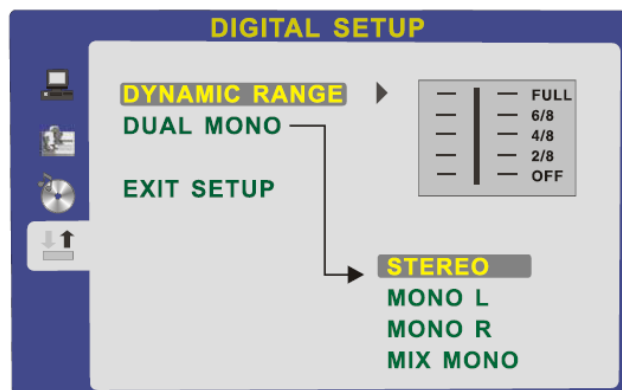 DIGITAL SETUP
DYNAMIC RANGE
DUAL MONO
EXIT SETUP
FULL
6/8
4/8
2/8
OFF
STEREO
MONO L
MONO R
MIX MONO